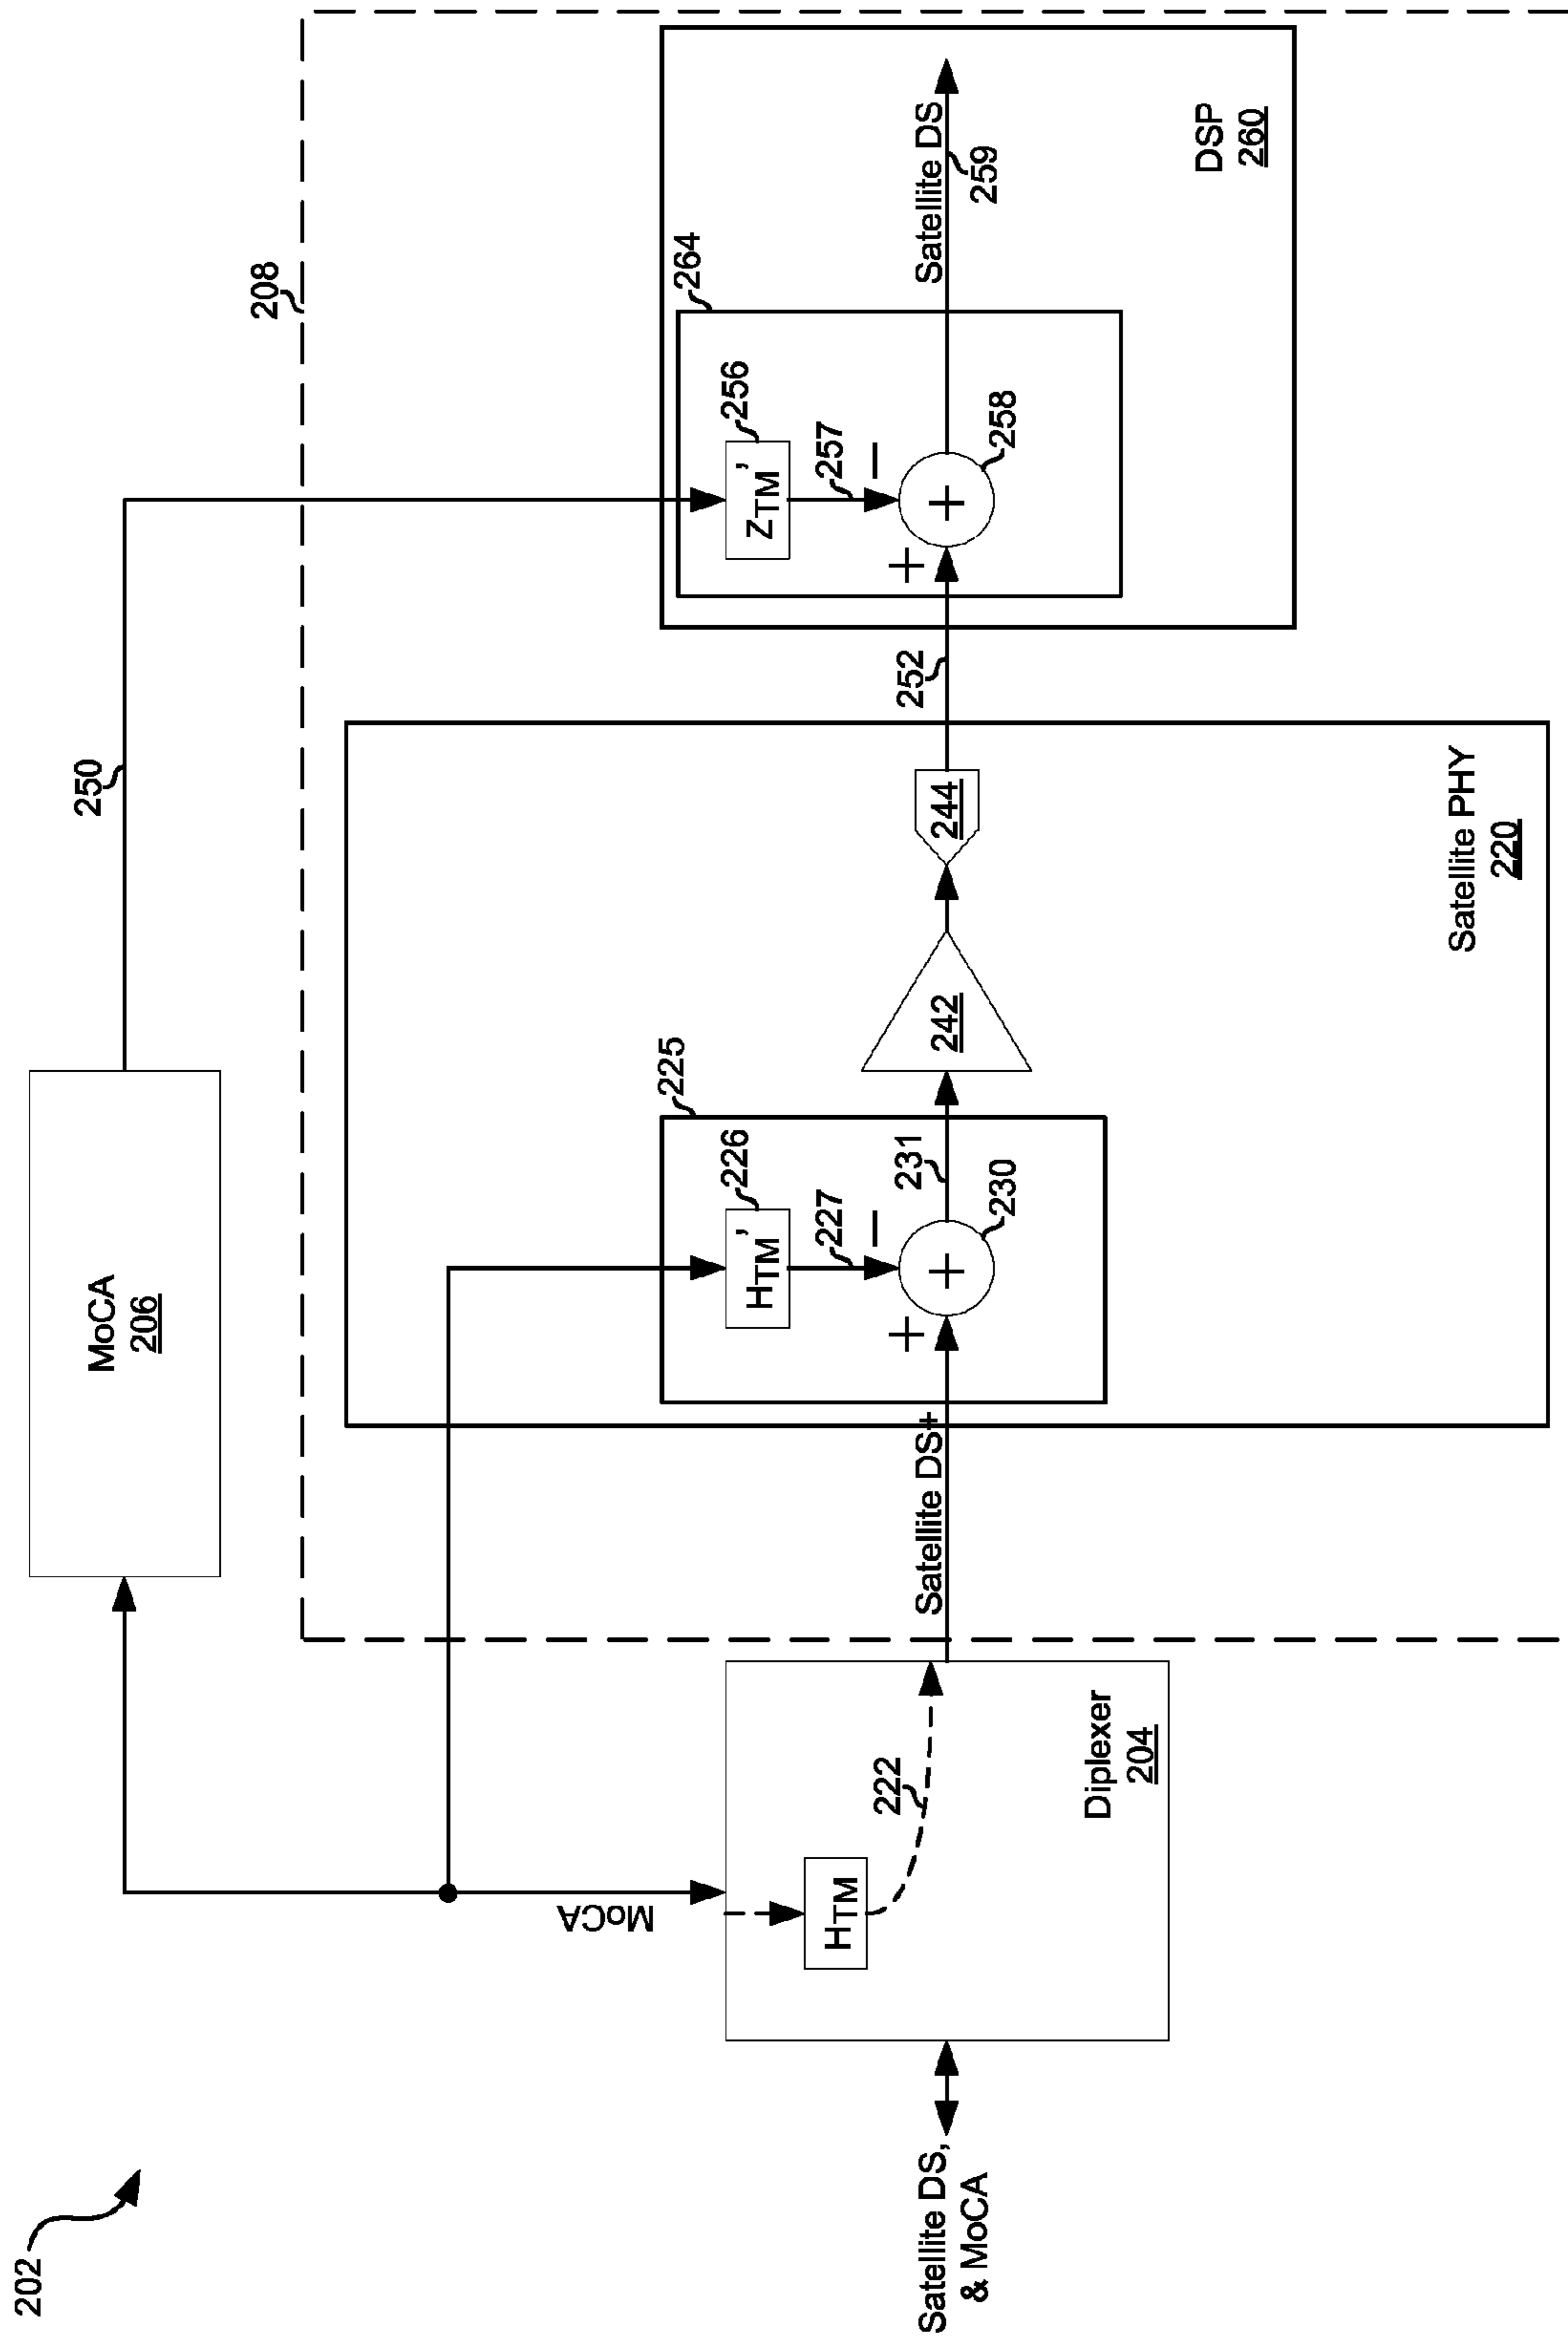 202
MoCA
206
250
208
MoCA
Satellite DS,
& MoCA
HTM
222
Diplexer
204
Satellite DS+
225
HTM'
226
227
−
+
+
230
231
242
244
Satellite PHY
220
252
264
ZTM'
256
257
−
+
+
258
Satellite DS
259
DSP
260